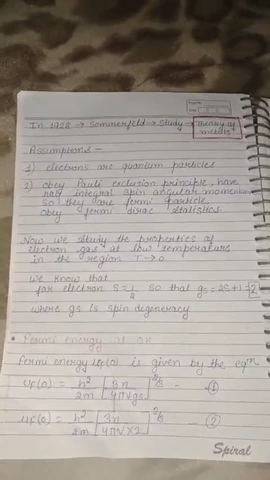 In 1928 → Sommerfeld → Study → Theory of
metals
Assumptions –
1) electrons are quantum particles
2) obey Pauli exclusion principle, have
half integral spin angular momentum
so they are fermi particle.
obey fermi dirac statistics.
Now we study the properties of
electron gas at low temperature
in the region T→0
we know that
for electron S=1/2 so that gs=2S+1=2
where gs is spin degeneracy
• Fermi energy at 0K
Fermi energy uf(0) is given by the eqⁿ
uf(0) = h²/2m [3n/4πVgs]^2/3 - ①
uf(0) = h²/2m [3n/4πV×2]^2/3 - ②
Spiral